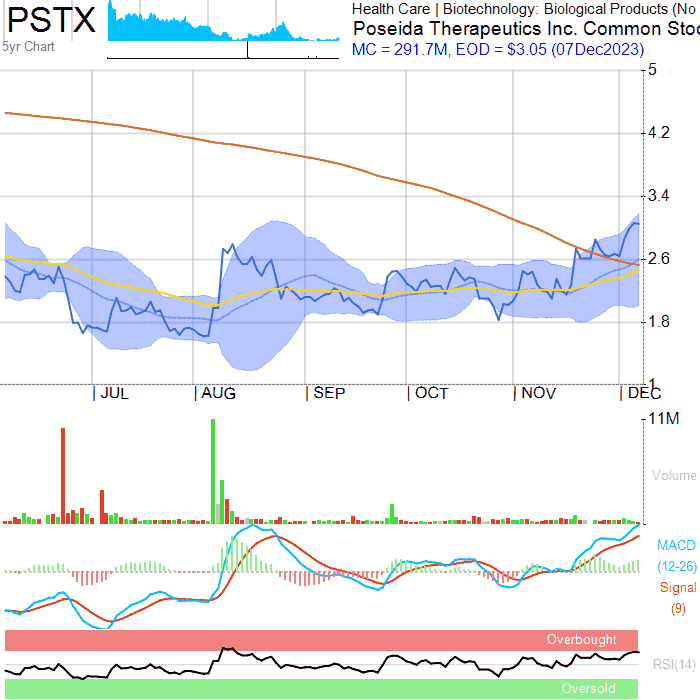 PSTX
5yr Chart
Health Care | Biotechnology: Biological Products (No
Poseida Therapeutics Inc. Common Stoc
MC = 291.7M, EOD = $3.05 (07Dec2023)
5
4.2
3.4
2.6
1.8
1
JUL
AUG
SEP
OCT
NOV
DEC
11M
Volume
MACD
(12-26)
Signal
(9)
Overbought
RSI(14)
Oversold